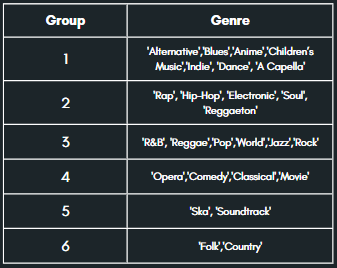 Group Genre
1 'Alternative','Blues','Anime','Children's
Music','Indie', 'Dance', 'A Capella'
2 'Rap', 'Hip-Hop', 'Electronic', 'Soul',
'Reggaeton'
3 'R&B', 'Reggae','Pop','World','Jazz','Rock'
4 'Opera','Comedy','Classical','Movie'
5 'Ska', 'Soundtrack'
6 'Folk','Country'